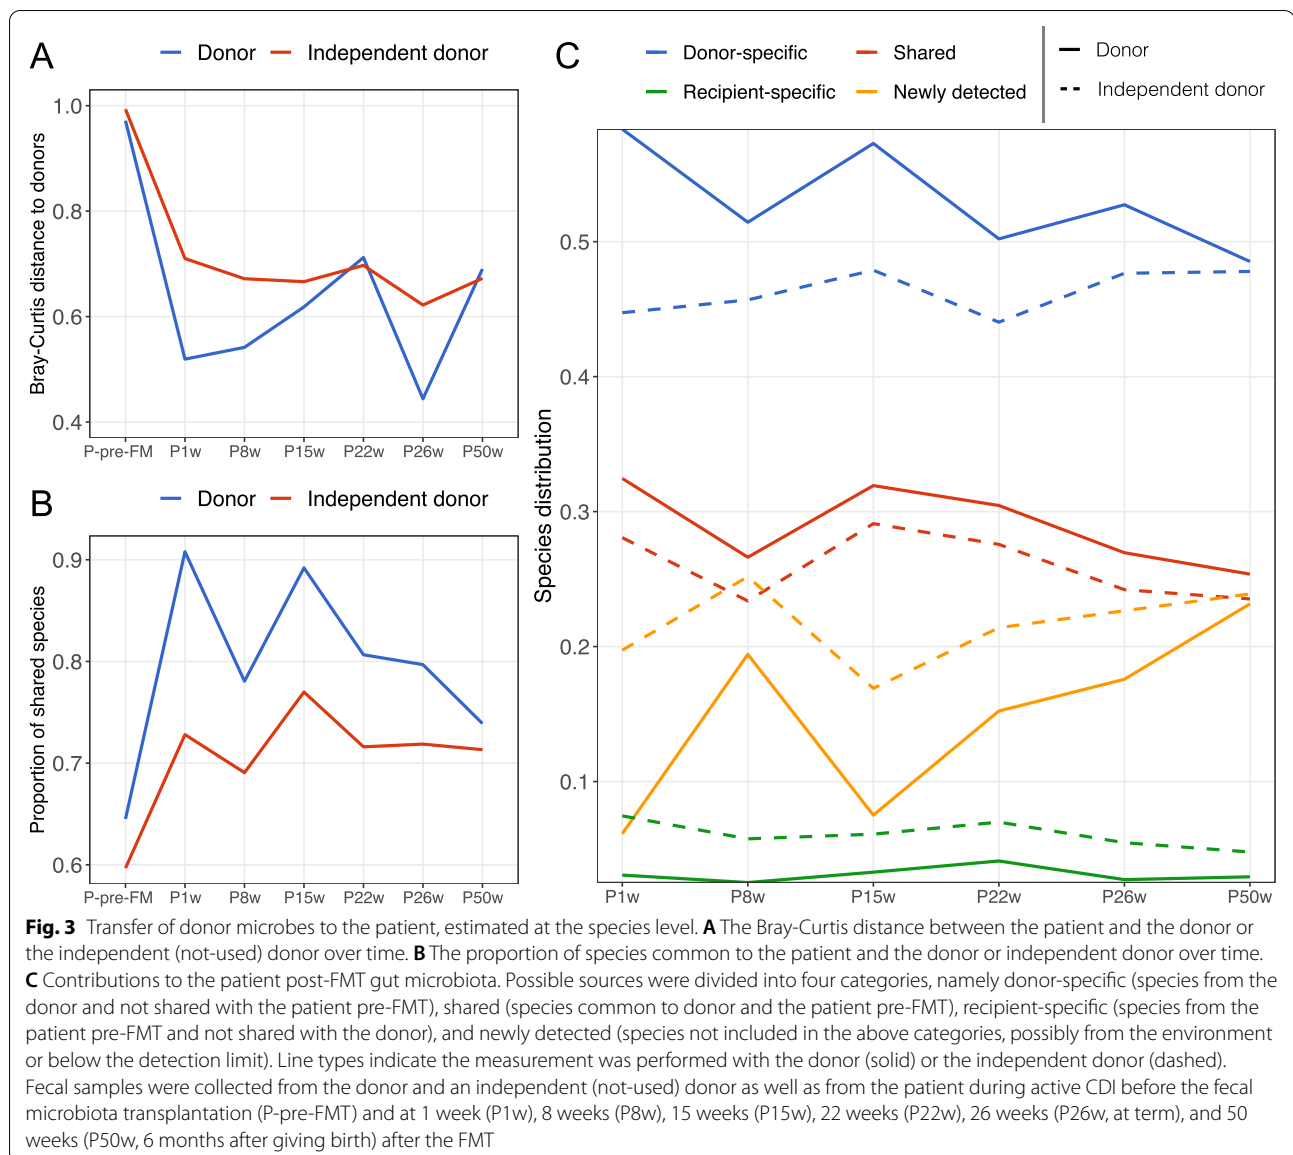 A
Donor
Independent donor
Bray-Curtis distance to donors
1.0
0.8
0.6
0.4
P-pre-FM
P1w
P8w
P15w
P22w
P26w
P50w
B
Donor
Independent donor
Proportion of shared species
0.9
0.8
0.7
0.6
P-pre-FM
P1w
P8w
P15w
P22w
P26w
P50w
C
Donor-specific
Shared
Recipient-specific
Newly detected
Donor
Independent donor
Species distribution
0.5
0.4
0.3
0.2
0.1
P1w
P8w
P15w
P22w
P26w
P50w
Fig. 3 Transfer of donor microbes to the patient, estimated at the species level. A The Bray-Curtis distance between the patient and the donor or
the independent (not-used) donor over time. B The proportion of species common to the patient and the donor or independent donor over time.
C Contributions to the patient post-FMT gut microbiota. Possible sources were divided into four categories, namely donor-specific (species from the
donor and not shared with the patient pre-FMT), shared (species common to donor and the patient pre-FMT), recipient-specific (species from the
patient pre-FMT and not shared with the donor), and newly detected (species not included in the above categories, possibly from the environment
or below the detection limit). Line types indicate the measurement was performed with the donor (solid) or the independent donor (dashed).
Fecal samples were collected from the donor and an independent (not-used) donor as well as from the patient during active CDI before the fecal
microbiota transplantation (P-pre-FMT) and at 1 week (P1w), 8 weeks (P8w), 15 weeks (P15w), 22 weeks (P22w), 26 weeks (P26w, at term), and 50
weeks (P50w, 6 months after giving birth) after the FMT